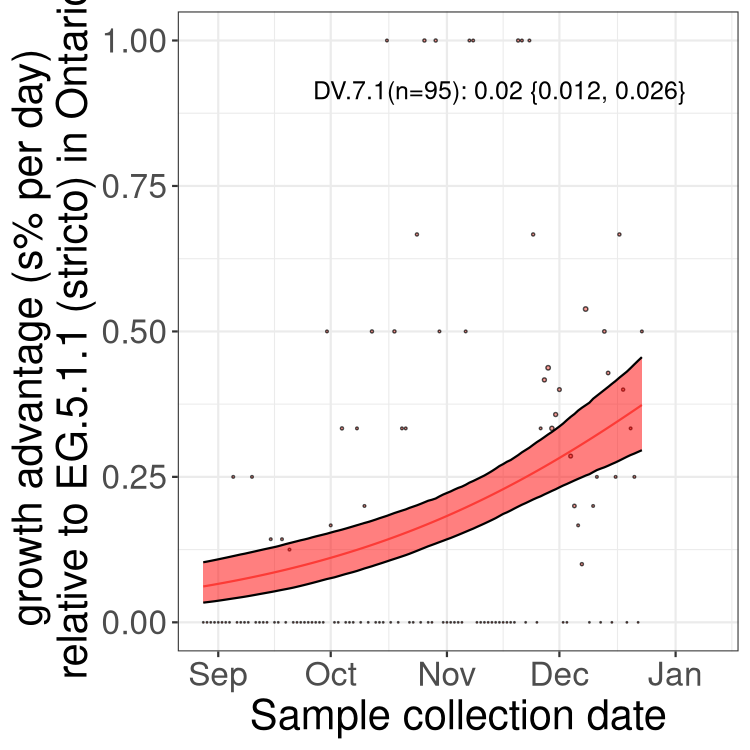 growth advantage (s% per day)
relative to EG.5.1.1 (stricto) in Ontario
1.00
0.75
0.50
0.25
0.00
DV.7.1(n=95): 0.02 {0.012, 0.026}
Sep Oct Nov Dec Jan
Sample collection date